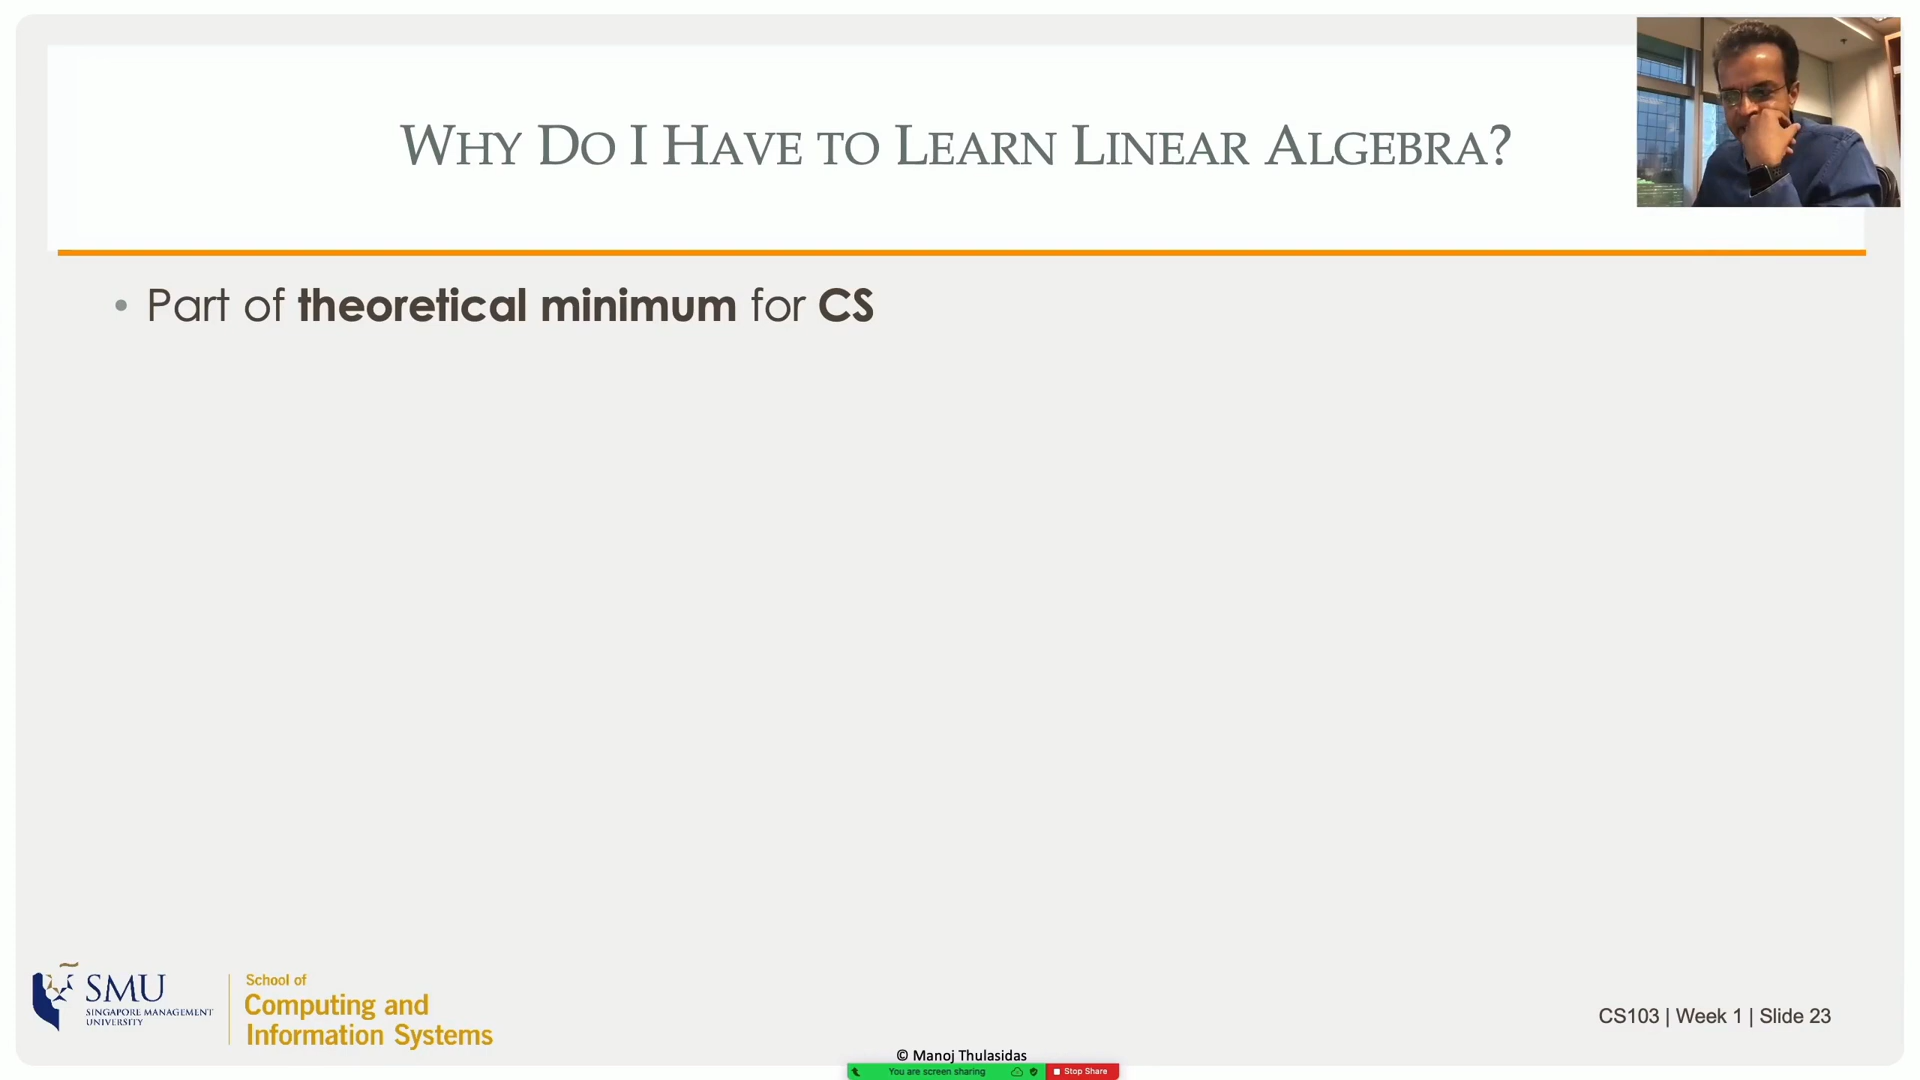 WHY DO I HAVE TO LEARN LINEAR ALGEBRA?
• Part of theoretical minimum for CS
SMU
SINGAPORE MANAGEMENT
UNIVERSITY
School of
Computing and
Information Systems
CS103 | Week 1 | Slide 23
© Manoj Thulasidas
You are screen sharing
Stop Share